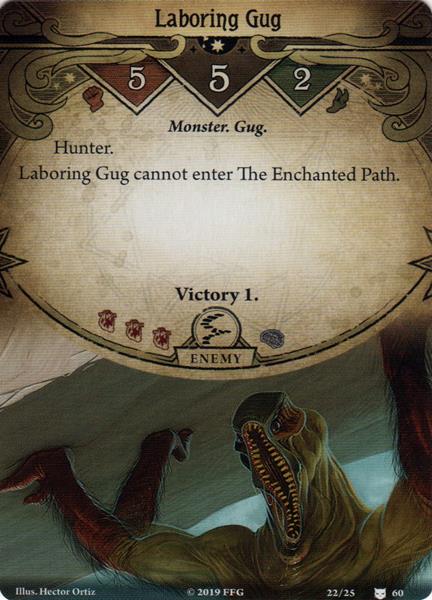 Laboring Gug
5 5 2
Monster. Gug.
Hunter.
Laboring Gug cannot enter The Enchanted Path.
Victory 1.
ENEMY
Illus. Hector Ortiz © 2019 FFG 22/25 60